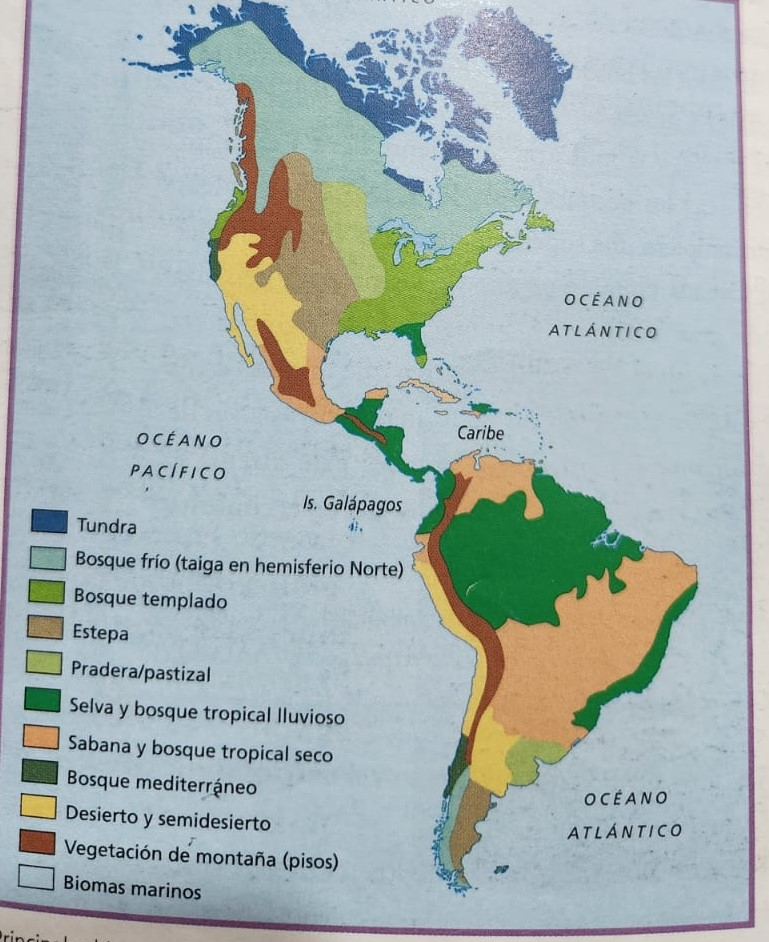 OCÉANO
ATLÁNTICO
OCÉANO
PACÍFICO
Caribe
Is. Galápagos
Tundra
Bosque frío (taiga en hemisferio Norte)
Bosque templado
Estepa
Pradera/pastizal
Selva y bosque tropical lluvioso
Sabana y bosque tropical seco
Bosque mediterráneo
Desierto y semidesierto
Vegetación de montaña (pisos)
Biomas marinos
OCÉANO
ATLÁNTICO